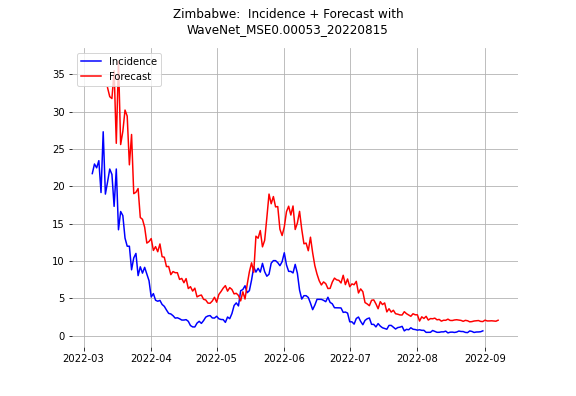 Zimbabwe:  Incidence + Forecast with
WaveNet_MSE0.00053_20220815
Incidence
Forecast
35
30
25
20
15
10
5
0
2022-03 2022-04 2022-05 2022-06 2022-07 2022-08 2022-09